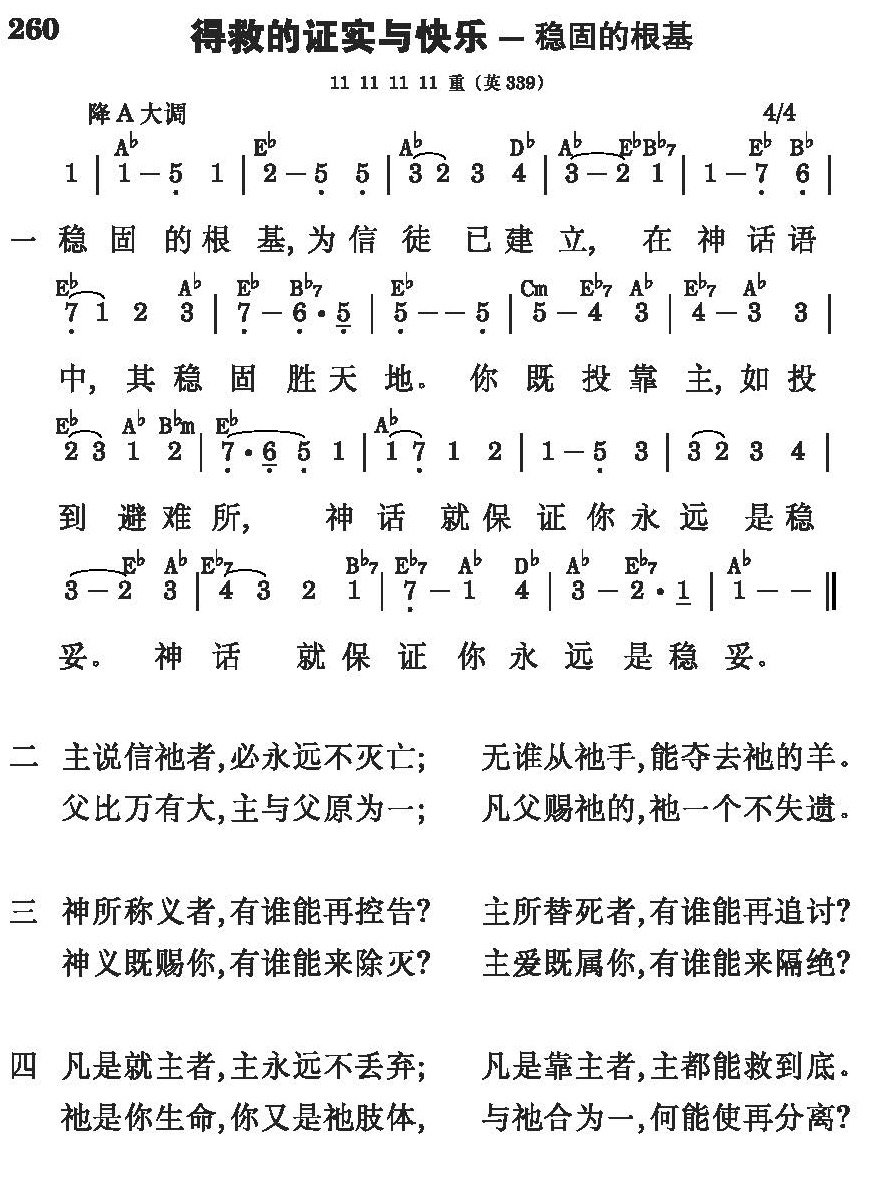 260
得救的证实与快乐 — 稳固的根基
11 11 11 11 重（英339）
降A大调 4/4
A♭ E♭ A♭ D♭ A♭ E♭ B♭7 E♭ B♭
1 | 1 – 5 1 | 2 – 5 5 | 3 2 3 4 | 3 – 2 1 | 1 – 7 6 |
一 稳 固 的 根 基, 为 信 徒 已 建 立, 在 神 话 语
E♭ A♭ E♭ B♭7 E♭ Cm E♭7 A♭ E♭7 A♭
7 1 2 3 | 7 – 6 · 5 | 5 – – 5 | 5 – 4 3 | 4 – 3 3 |
中, 其 稳 固 胜 天 地。 你 既 投 靠 主, 如 投
E♭ A♭ B♭m E♭ A♭
2 3 1 2 | 7 · 6 5 1 | 1 7 1 2 | 1 – 5 3 | 3 2 3 4 |
到 避 难 所, 神 话 就 保 证 你 永 远 是 稳
E♭ A♭ E♭7 B♭7 E♭7 A♭ D♭ A♭ E♭7 A♭
3 – 2 3 | 4 3 2 1 | 7 – 1 4 | 3 – 2 · 1 | 1 – – ‖
妥。 神 话 就 保 证 你 永 远 是 稳 妥。
二 主说信祂者,必永远不灭亡; 无谁从祂手,能夺去祂的羊。
父比万有大,主与父原为一; 凡父赐祂的,祂一个不失遗。
三 神所称义者,有谁能再控告? 主所替死者,有谁能再追讨?
神义既赐你,有谁能来除灭? 主爱既属你,有谁能来隔绝?
四 凡是就主者,主永远不丢弃; 凡是靠主者,主都能救到底。
祂是你生命,你又是祂肢体, 与祂合为一,何能使再分离?